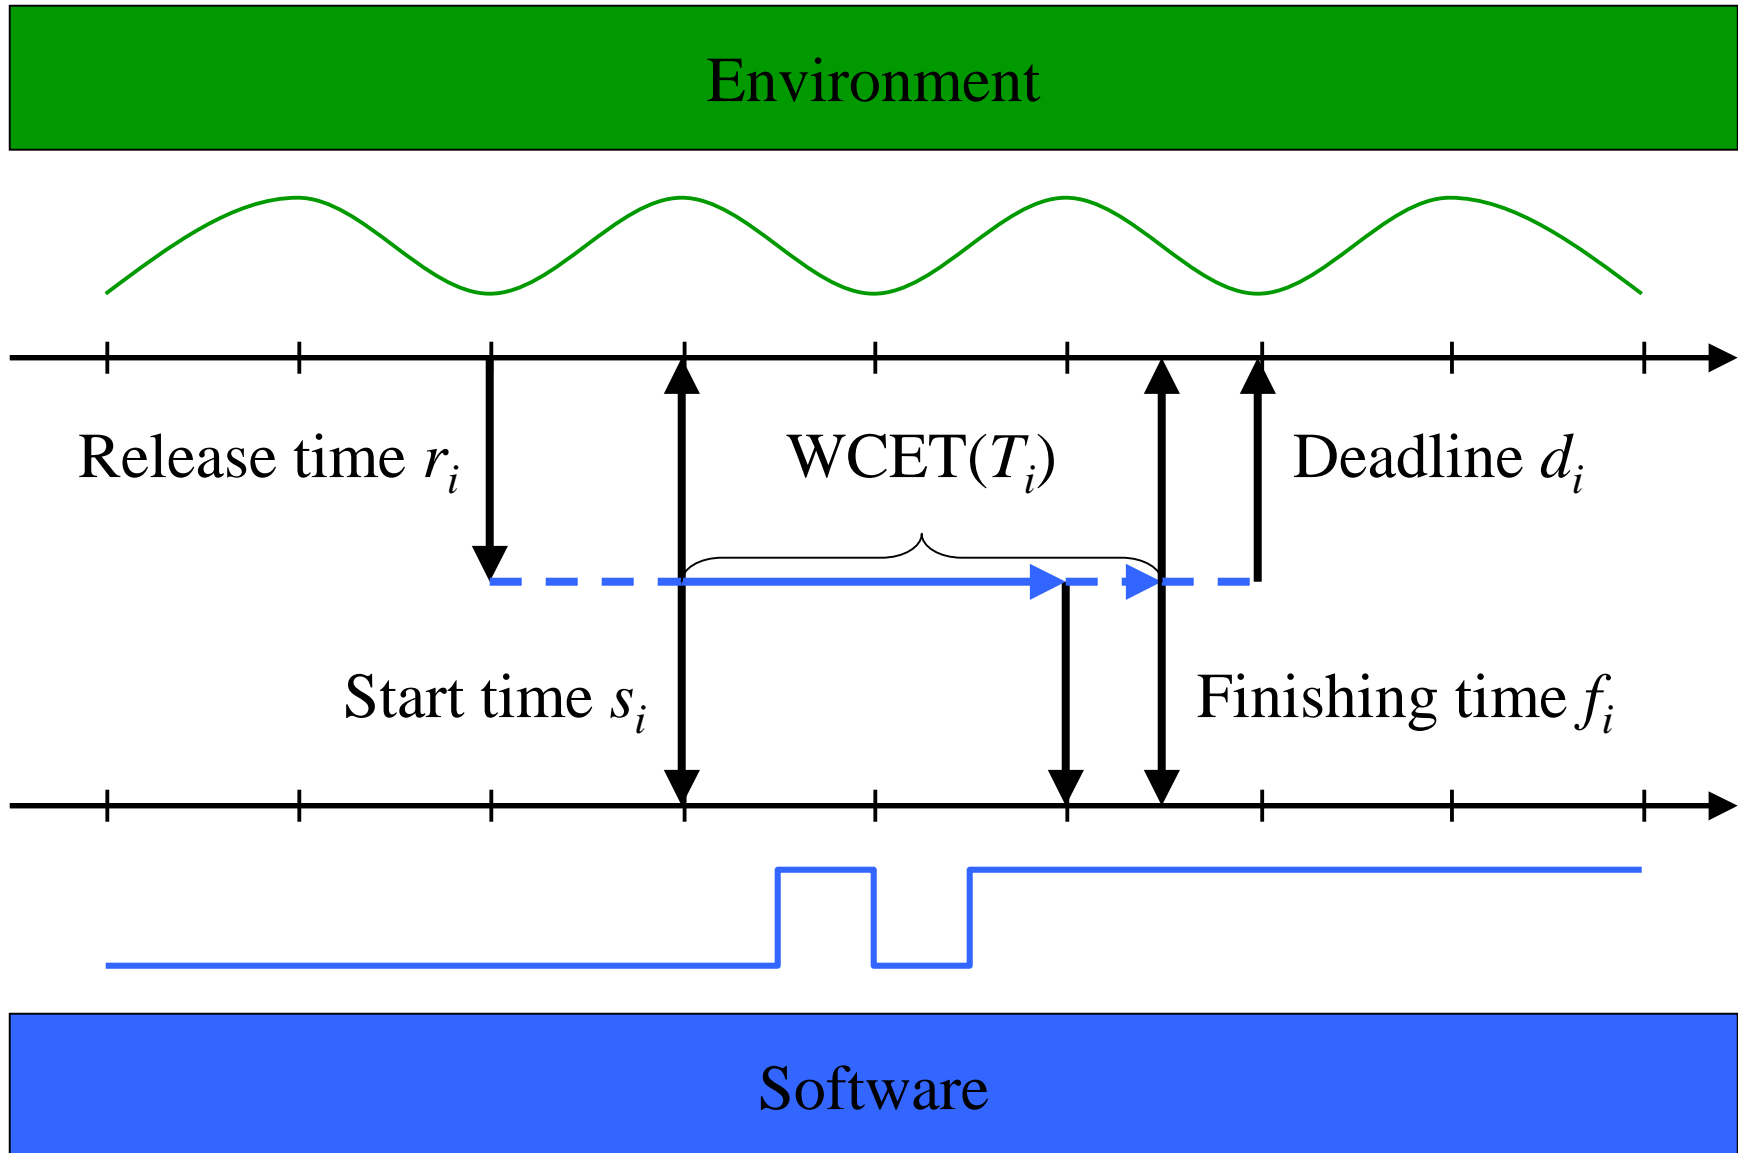 Environment
Release time r_i
WCET(T_i)
Deadline d_i
Start time s_i
Finishing time f_i
Software